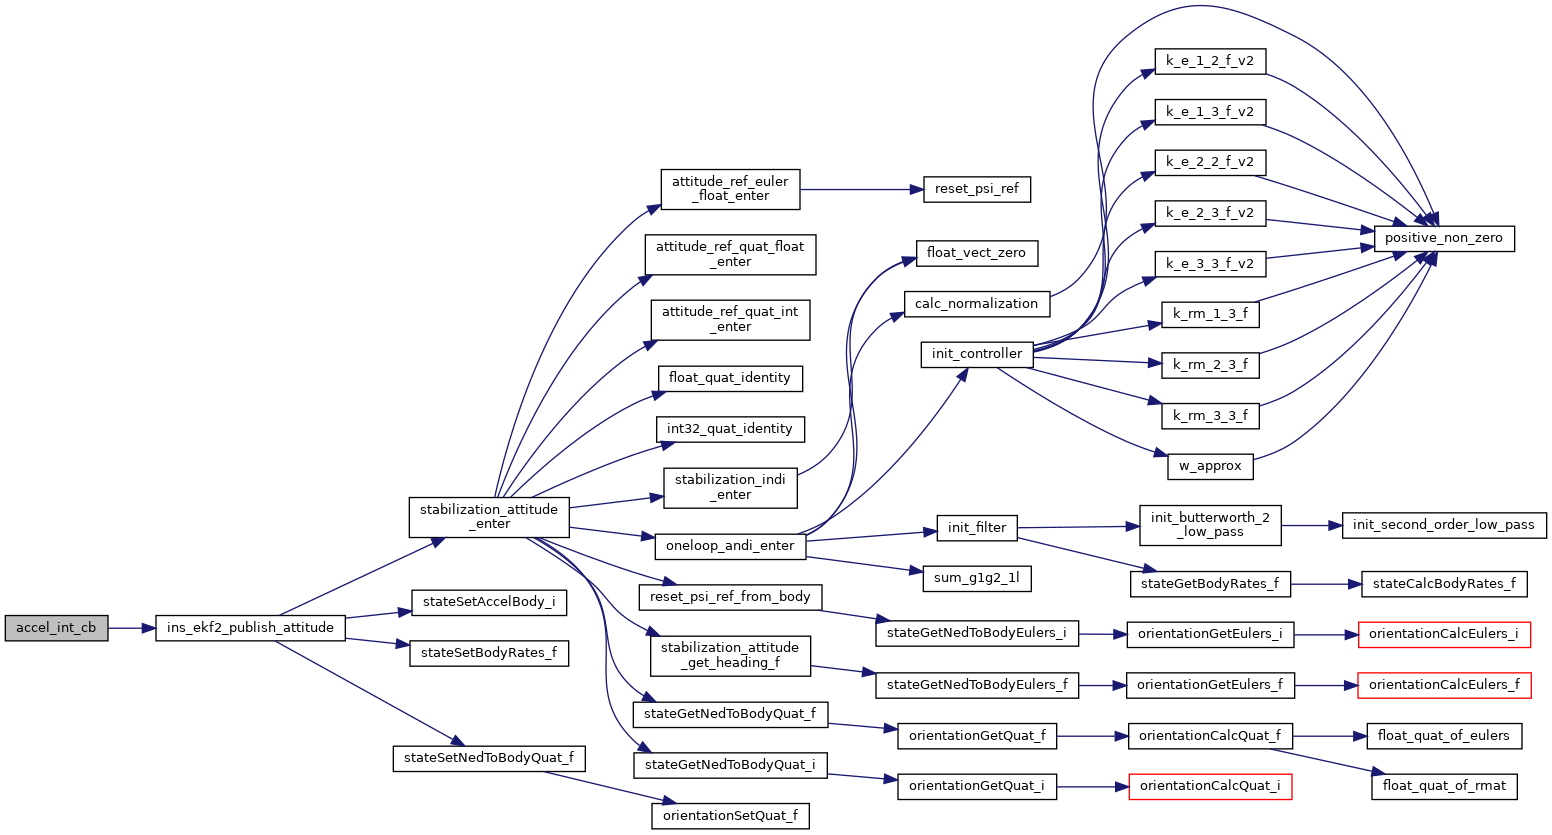 accel_int_cb
ins_ekf2_publish_attitude
stabilization_attitude
_enter
stateSetAccelBody_i
stateSetBodyRates_f
stateSetNedToBodyQuat_f
attitude_ref_euler
_float_enter
attitude_ref_quat_float
_enter
attitude_ref_quat_int
_enter
float_quat_identity
int32_quat_identity
stabilization_indi
_enter
oneloop_andi_enter
reset_psi_ref_from_body
stabilization_attitude
_get_heading_f
stateGetNedToBodyQuat_f
stateGetNedToBodyQuat_i
orientationSetQuat_f
reset_psi_ref
float_vect_zero
calc_normalization
init_controller
init_filter
sum_g1g2_1l
stateGetNedToBodyEulers_i
stateGetNedToBodyEulers_f
orientationGetQuat_f
orientationGetQuat_i
k_e_1_2_f_v2
k_e_1_3_f_v2
k_e_2_2_f_v2
k_e_2_3_f_v2
k_e_3_3_f_v2
k_rm_1_3_f
k_rm_2_3_f
k_rm_3_3_f
w_approx
init_butterworth_2
_low_pass
stateGetBodyRates_f
orientationGetEulers_i
orientationGetEulers_f
orientationCalcQuat_f
orientationCalcQuat_i
positive_non_zero
init_second_order_low_pass
stateCalcBodyRates_f
orientationCalcEulers_i
orientationCalcEulers_f
float_quat_of_eulers
float_quat_of_rmat